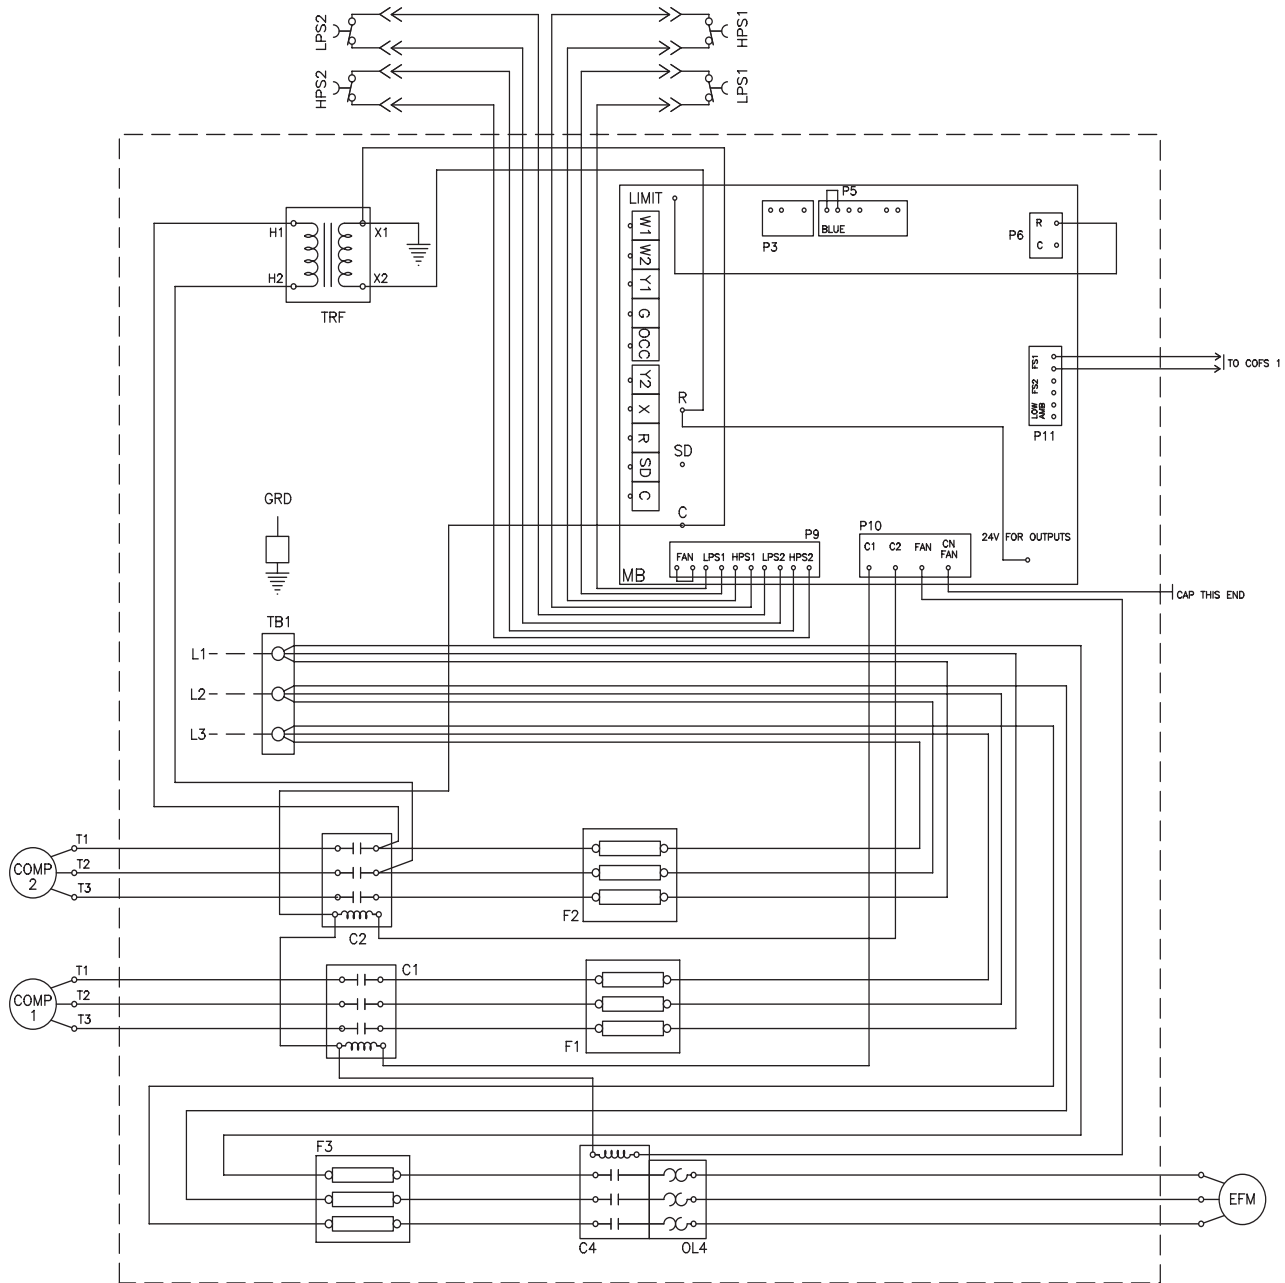 LPS2
HPS1
HPS2
LPS1
LIMIT
P5
W1
W2
Y1
G
OCC
Y2
X
R
SD
C
BLUE
P3
P6
R
C
H1
X1
H2
X2
TRF
FS1
FS2
LOW
AMB
P11
TO COFS 1
R
SD
C
GRD
P9
P10
FAN
LPS1
HPS1
LPS2
HPS2
C1
C2
FAN
CN
FAN
24V FOR OUTPUTS
MB
CAP THIS END
TB1
L1
L2
L3
T1
COMP
2
T2
T3
F2
C2
T1
C1
COMP
1
T2
T3
F1
F3
EFM
C4
OL4